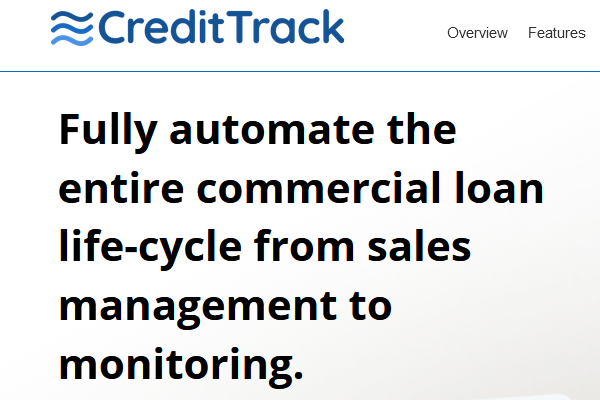 CreditTrack
Overview Features
Fully automate the
entire commercial loan
life-cycle from sales
management to
monitoring.